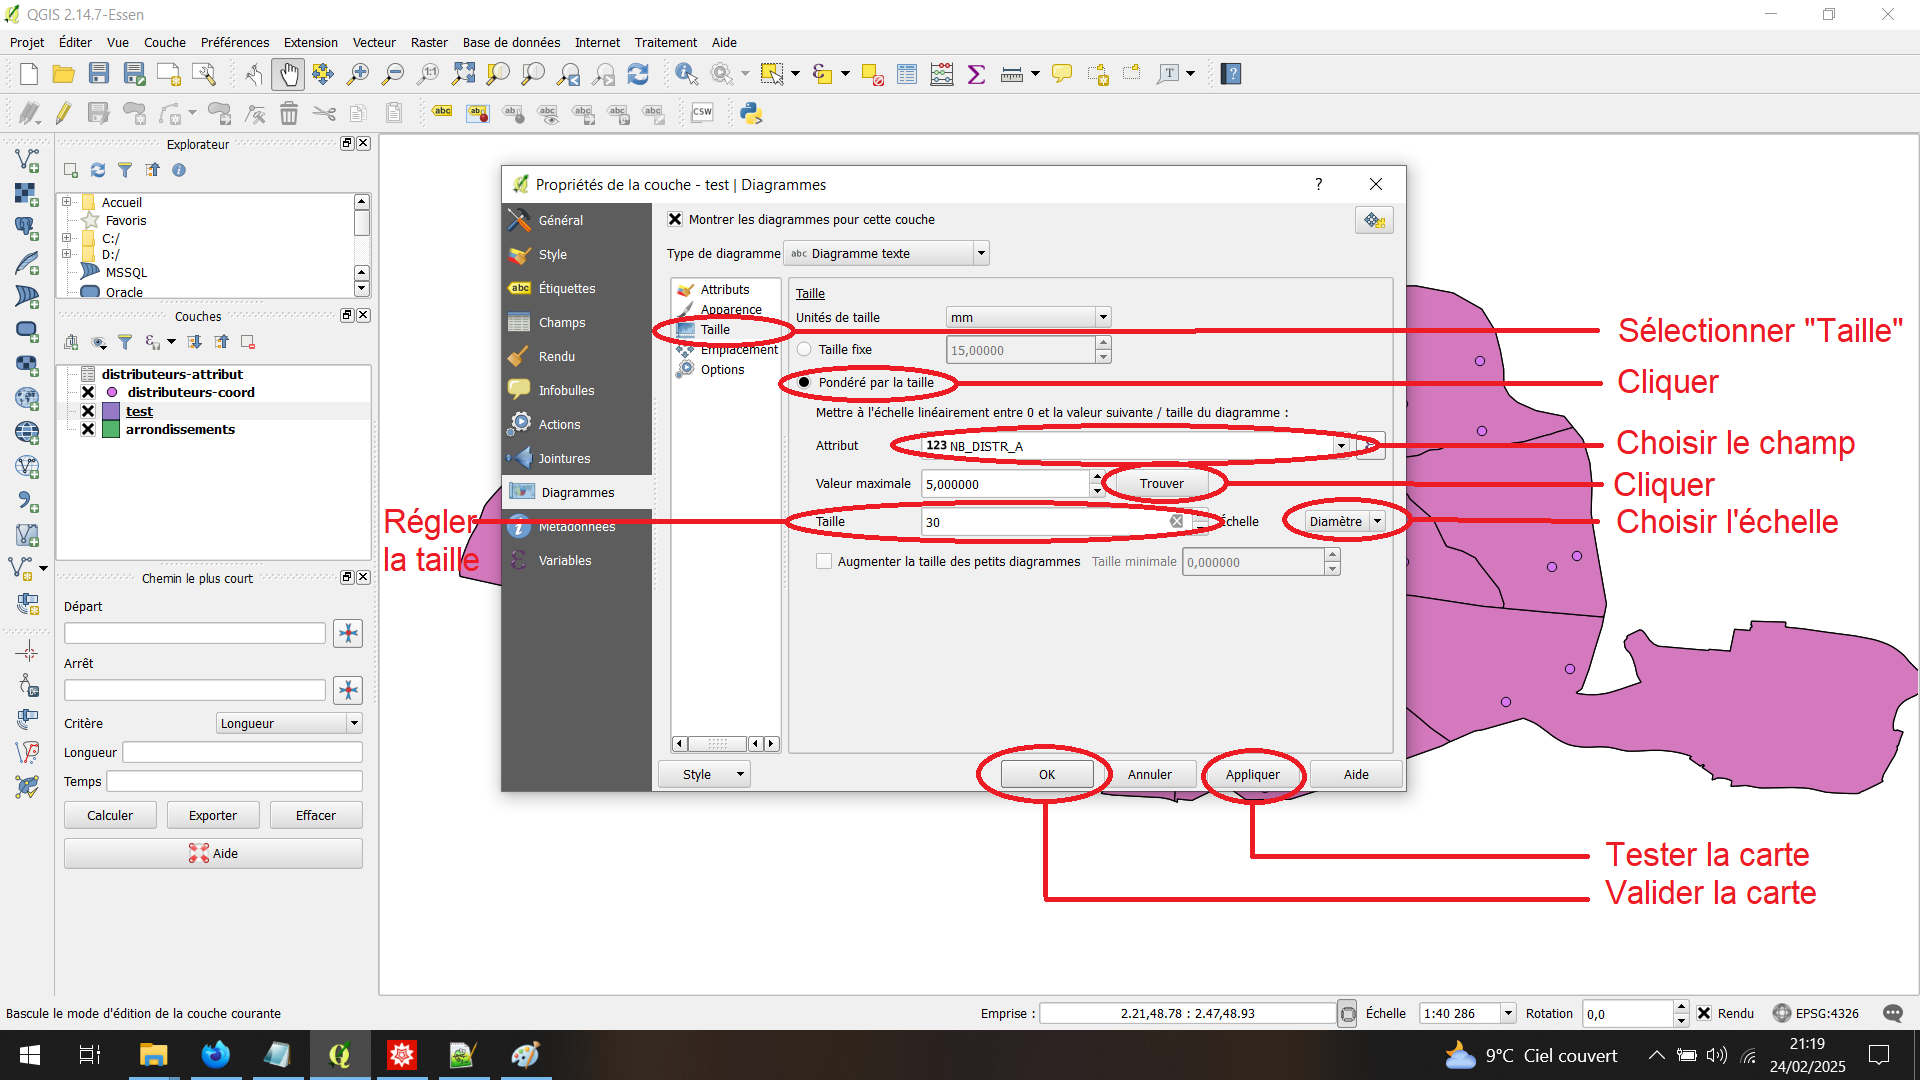 QGIS 2.14.7-Essen
Projet Éditer Vue Couche Préférences Extension Vecteur Raster Base de données Internet Traitement Aide
Explorateur
Accueil
Favoris
C:/
D:/
MSSQL
Oracle
Couches
distributeurs-attribut
distributeurs-coord
test
arrondissements
Chemin le plus court
Départ
Arrêt
Critère Longueur
Longueur
Temps
Calculer Exporter Effacer
Aide
Propriétés de la couche - test | Diagrammes
Général
Style
Étiquettes
Champs
Rendu
Infobulles
Actions
Jointures
Diagrammes
Métadonnées
Variables
Montrer les diagrammes pour cette couche
Type de diagramme abc Diagramme texte
Attributs
Apparence
Taille
Emplacement
Options
Taille
Unités de taille mm
Taille fixe 15,00000
Pondéré par la taille
Mettre à l'échelle linéairement entre 0 et la valeur suivante / taille du diagramme :
Attribut 123 NB_DISTR_A
Valeur maximale 5,000000 Trouver
Taille 30 Échelle Diamètre
Augmenter la taille des petits diagrammes Taille minimale 0,000000
Style OK Annuler Appliquer Aide
Sélectionner "Taille"
Cliquer
Choisir le champ
Cliquer
Choisir l'échelle
Régler
la taille
Tester la carte
Valider la carte
Bascule le mode d'édition de la couche courante Emprise : 2.21,48.78 : 2.47,48.93 Échelle 1:40 286 Rotation 0,0 Rendu EPSG:4326
9°C Ciel couvert
21:19
24/02/2025